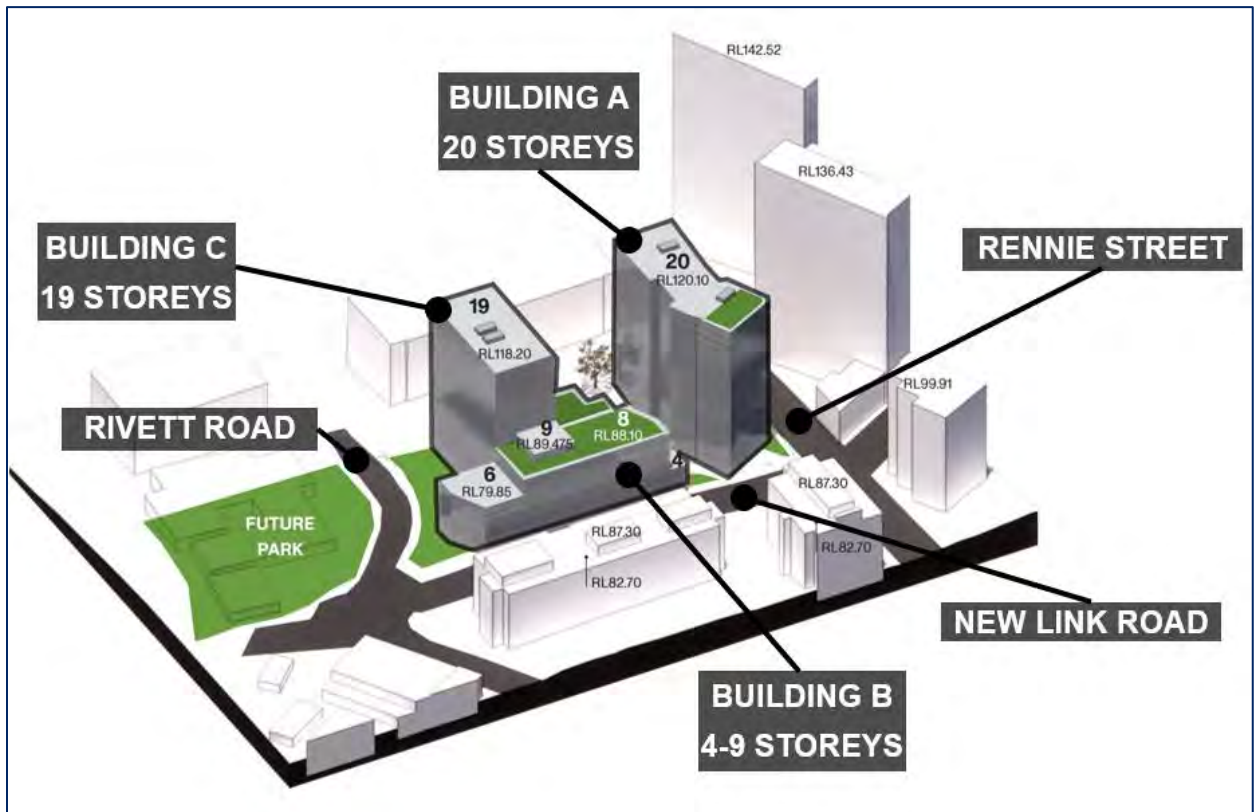 RL142.52
BUILDING A
20 STOREYS
RL136.43
BUILDING C
19 STOREYS
RENNIE STREET
20
RL120.10
19
RL118.20
RL99.91
RIVETT ROAD
9
RL89.475
8
RL88.10
4
6
RL79.85
RL87.30
FUTURE
PARK
RL87.30
RL82.70
RL82.70
NEW LINK ROAD
BUILDING B
4-9 STOREYS